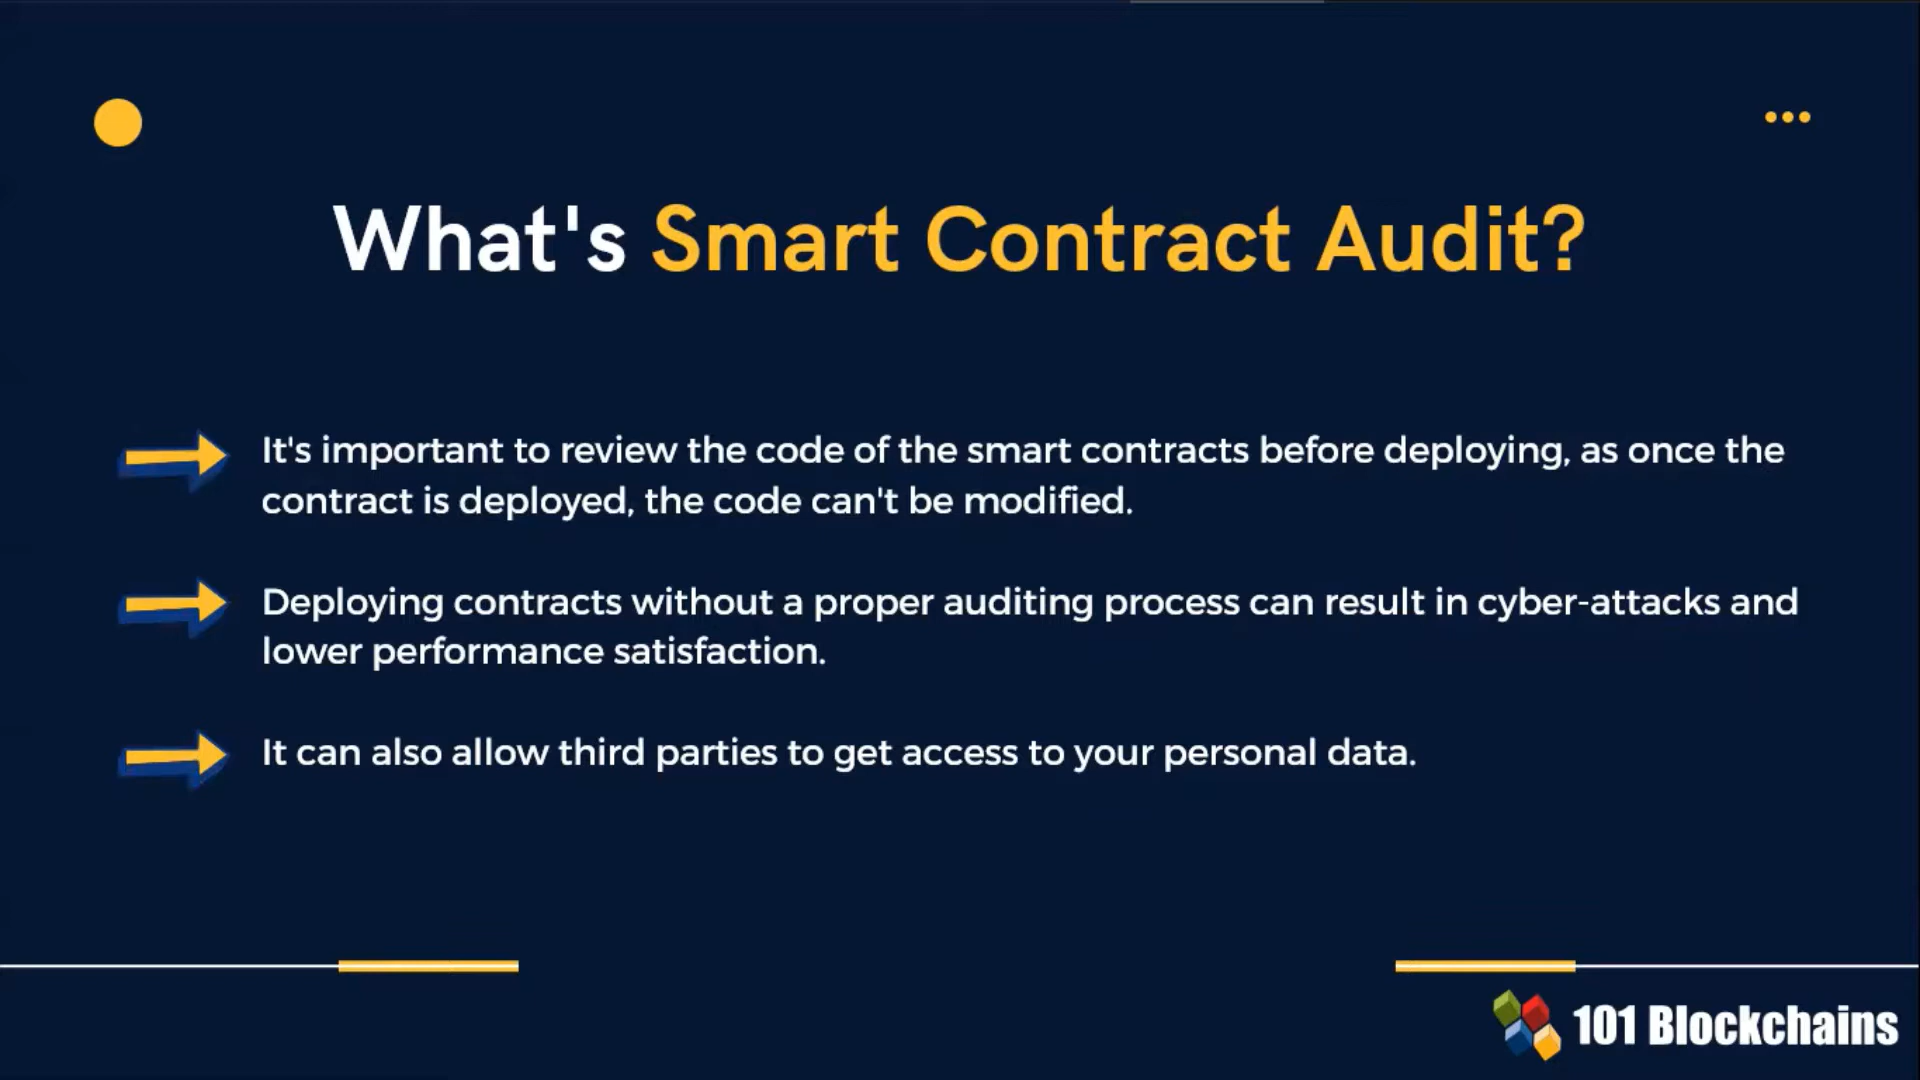 What's Smart Contract Audit?
It's important to review the code of the smart contracts before deploying, as once the
contract is deployed, the code can't be modified.
Deploying contracts without a proper auditing process can result in cyber-attacks and
lower performance satisfaction.
It can also allow third parties to get access to your personal data.
101 Blockchains